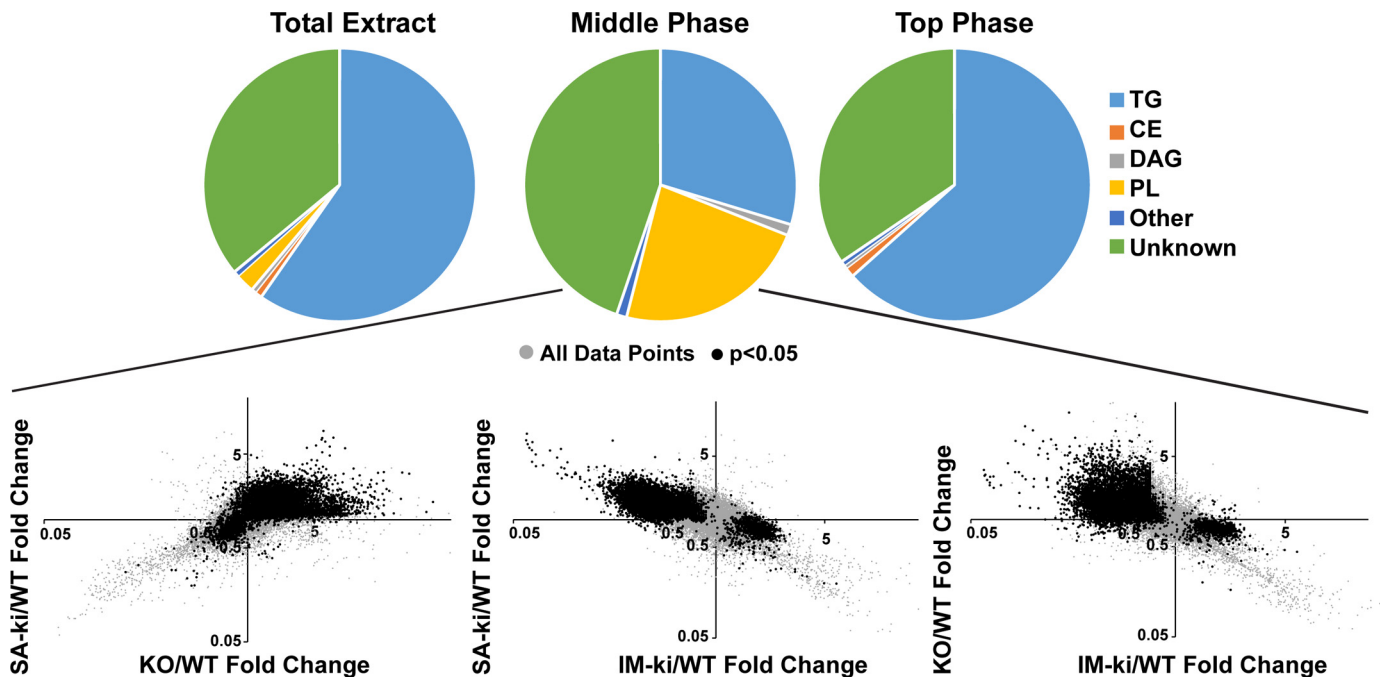 Total Extract
Middle Phase
Top Phase
TG
CE
DAG
PL
Other
Unknown
All Data Points
p<0.05
SA-ki/WT Fold Change
5
0.05
0.5
5
0.5
0.05
KO/WT Fold Change
SA-ki/WT Fold Change
5
0.05
0.5
5
0.5
0.05
IM-ki/WT Fold Change
KO/WT Fold Change
5
0.05
0.5
5
0.5
0.05
IM-ki/WT Fold Change